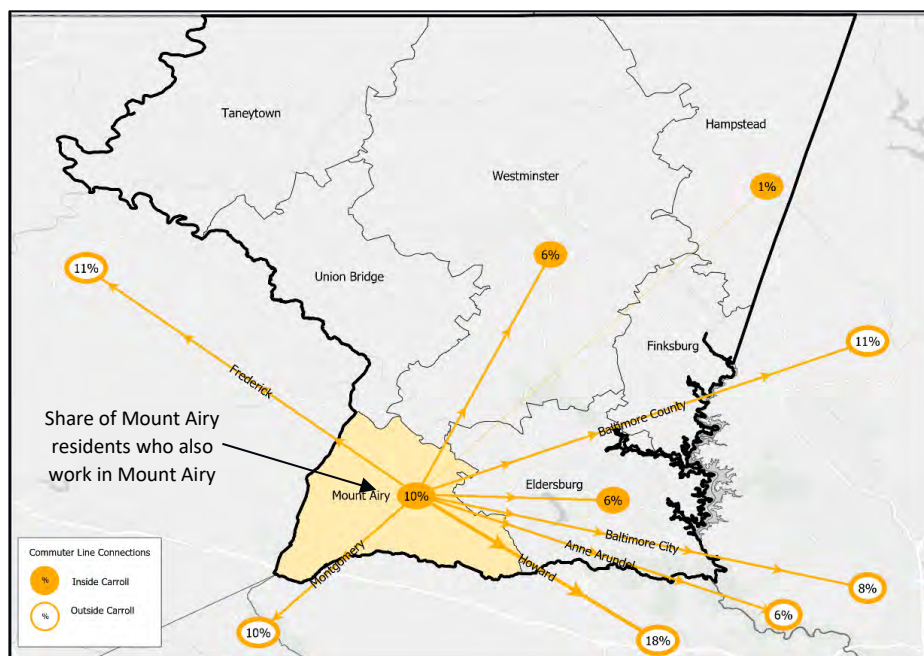 Taneytown
Hampstead
Westminster
1%
6%
Union Bridge
11%
Finksburg
11%
Frederick
Baltimore County
Share of Mount Airy
residents who also
work in Mount Airy
Mount Airy
10%
Eldersburg
6%
Baltimore City
Anne Arundel
Howard
Montgomery
8%
6%
10%
18%
Commuter Line Connections
% Inside Carroll
% Outside Carroll